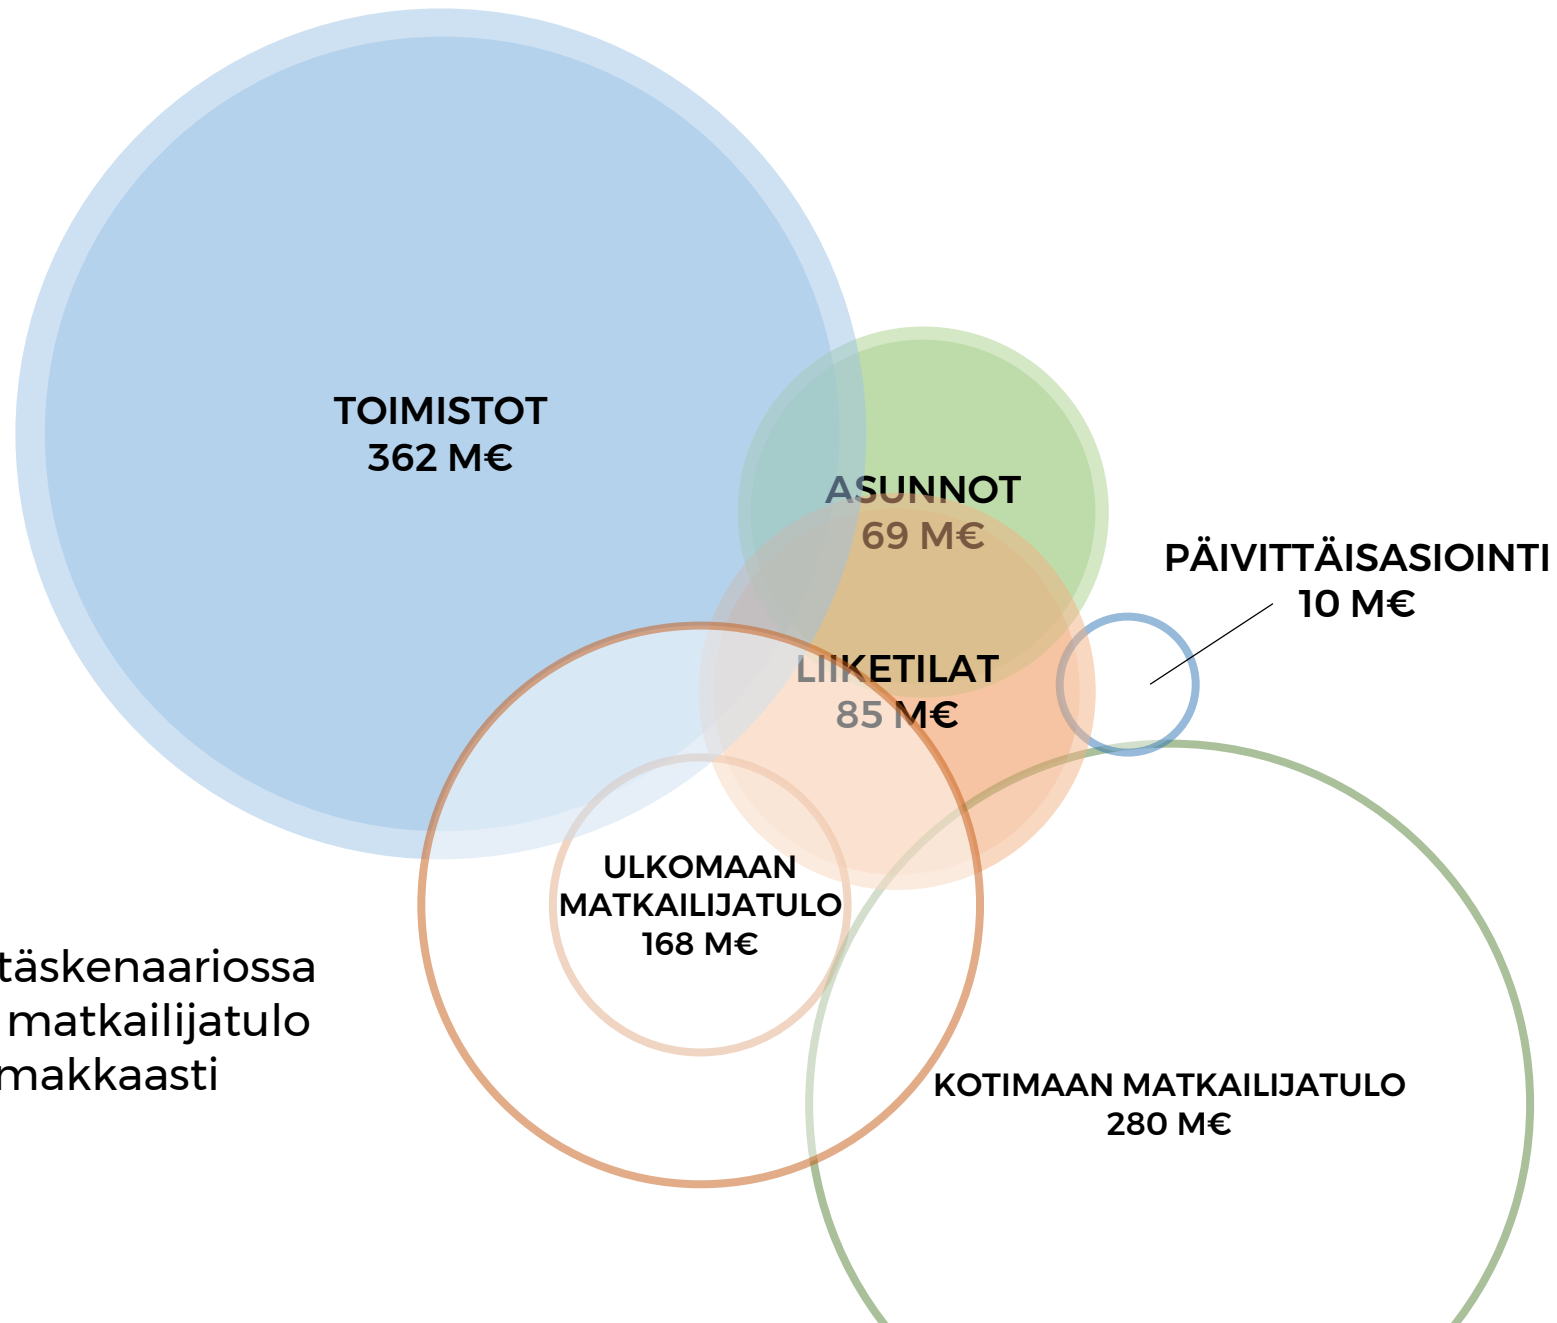 TOIMISTOT
362 M€
ASUNNOT
69 M€
PÄIVITTÄISASIOINTI
10 M€
LIIKETILAT
85 M€
ULKOMAAN
MATKAILIJATULO
168 M€
täskenaariossa
matkailijatulo
makkaasti
KOTIMAAN MATKAILIJATULO
280 M€